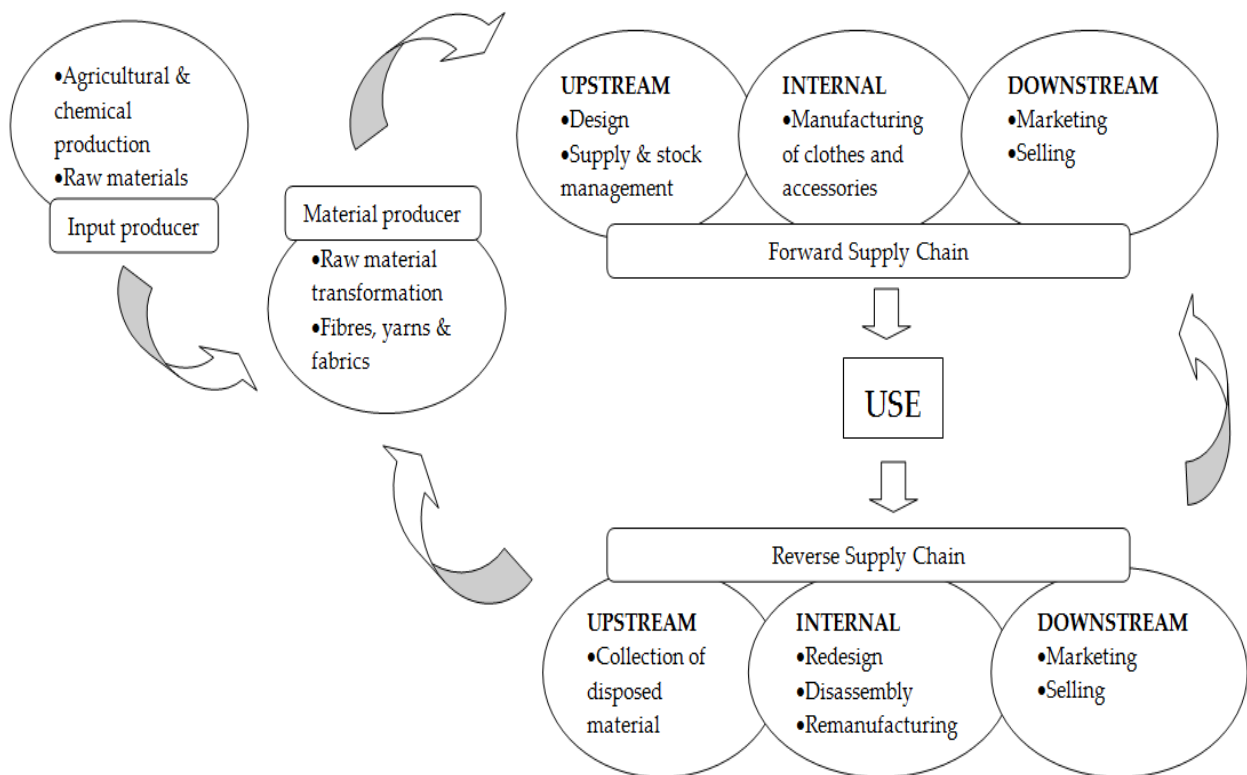 •Agricultural &
chemical
production
•Raw materials
Input producer
Material producer
•Raw material
transformation
•Fibres, yarns &
fabrics
UPSTREAM
•Design
•Supply & stock
management
INTERNAL
•Manufacturing
of clothes and
accessories
DOWNSTREAM
•Marketing
•Selling
Forward Supply Chain
USE
Reverse Supply Chain
UPSTREAM
•Collection of
disposed
material
INTERNAL
•Redesign
•Disassembly
•Remanufacturing
DOWNSTREAM
•Marketing
•Selling